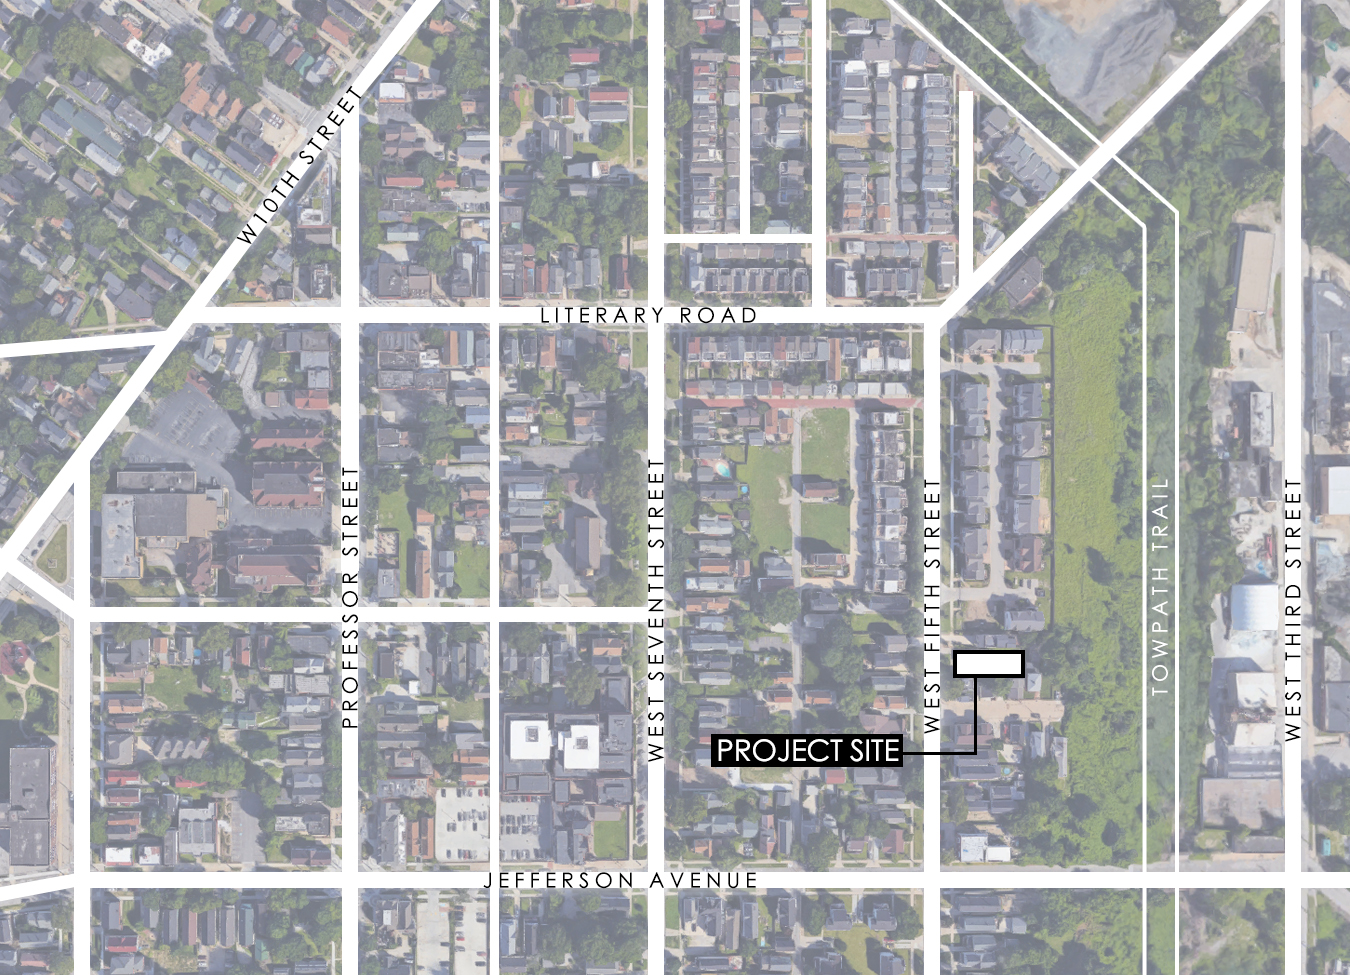 W10TH STREET
LITERARY ROAD
PROFESSOR STREET
WEST SEVENTH STREET
WEST FIFTH STREET
TOWPATH TRAIL
WEST THIRD STREET
PROJECT SITE
JEFFERSON AVENUE